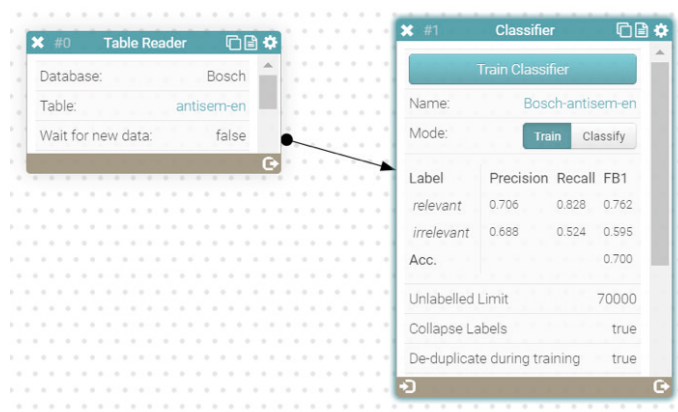 #0 Table Reader
Database: Bosch
Table: antisem-en
Wait for new data: false
#1 Classifier
Train Classifier
Name: Bosch-antisem-en
Mode: Train Classify
Label Precision Recall FB1
relevant 0.706 0.828 0.762
irrelevant 0.688 0.524 0.595
Acc. 0.700
Unlabelled Limit 70000
Collapse Labels true
De-duplicate during training true